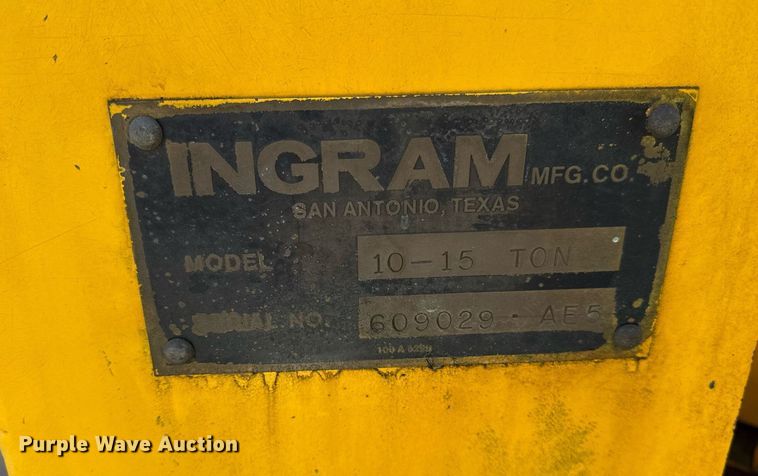 INGRAM MFG. CO.
SAN ANTONIO, TEXAS
MODEL 10-15 TON
SERIAL NO. 609029 · AE5
Purple Wave Auction